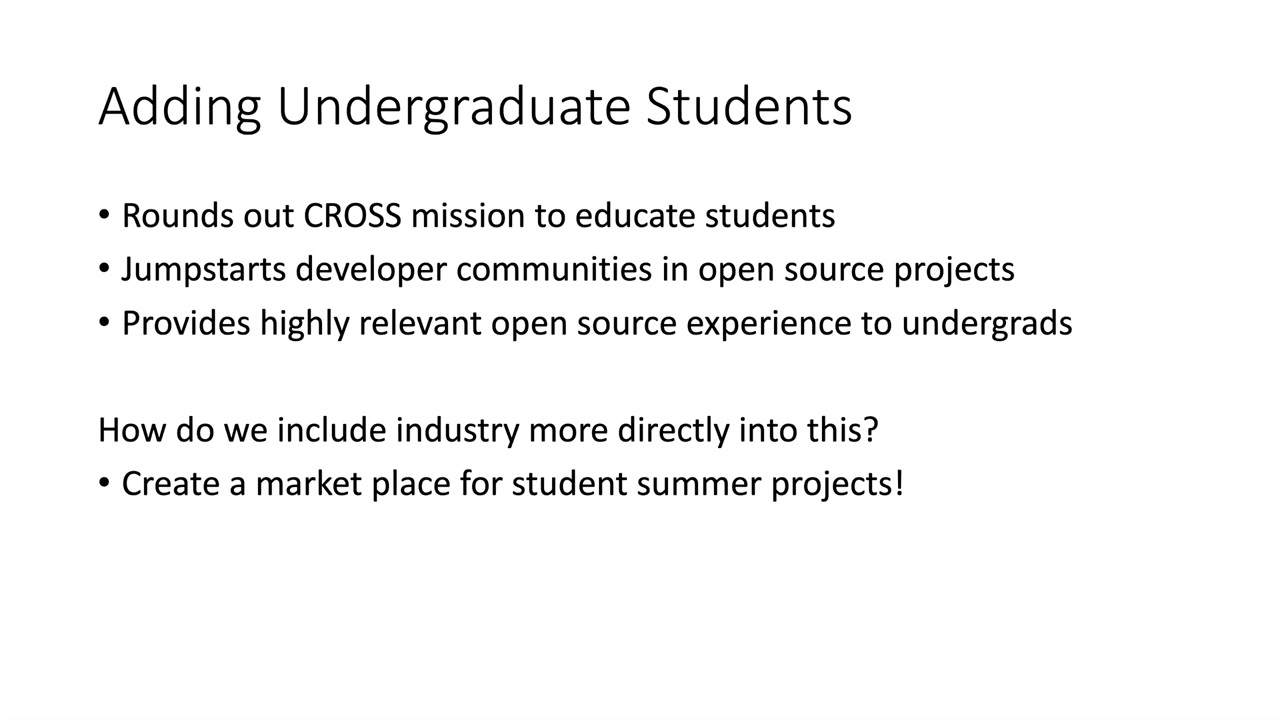 Adding Undergraduate Students
• Rounds out CROSS mission to educate students
• Jumpstarts developer communities in open source projects
• Provides highly relevant open source experience to undergrads
How do we include industry more directly into this?
• Create a market place for student summer projects!